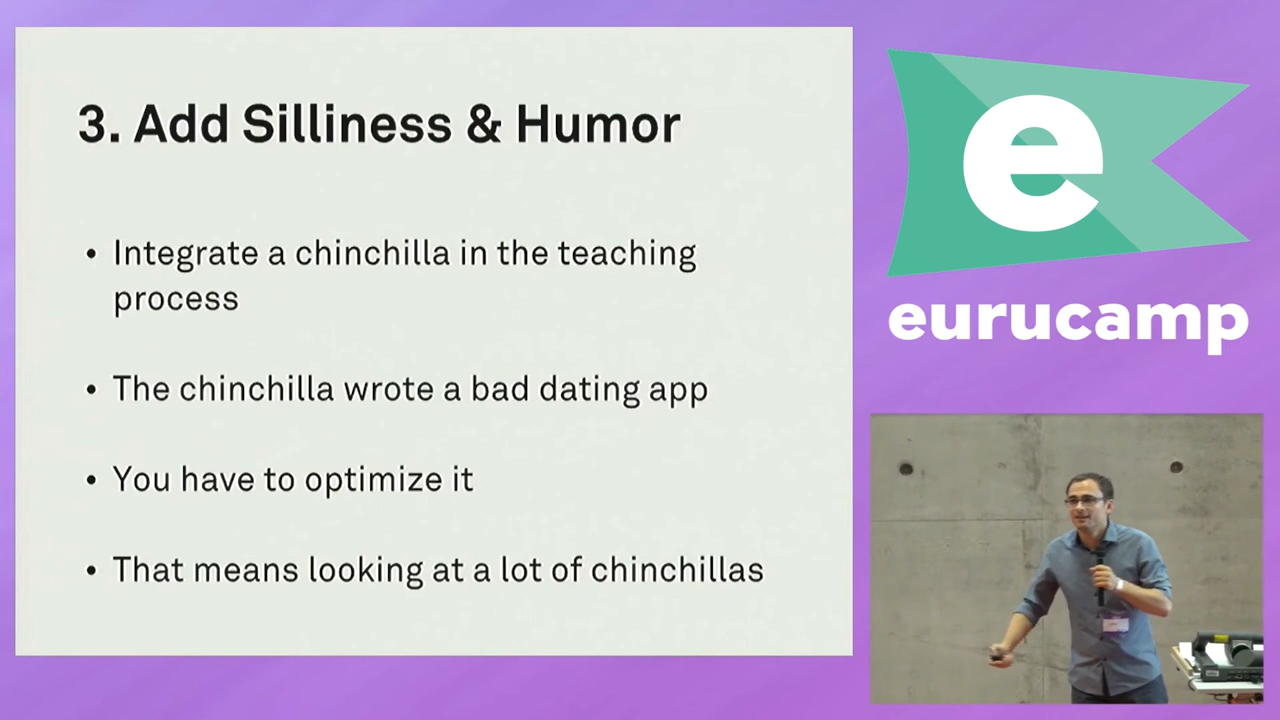 3. Add Silliness & Humor
• Integrate a chinchilla in the teaching
process
• The chinchilla wrote a bad dating app
• You have to optimize it
• That means looking at a lot of chinchillas
e
eurucamp